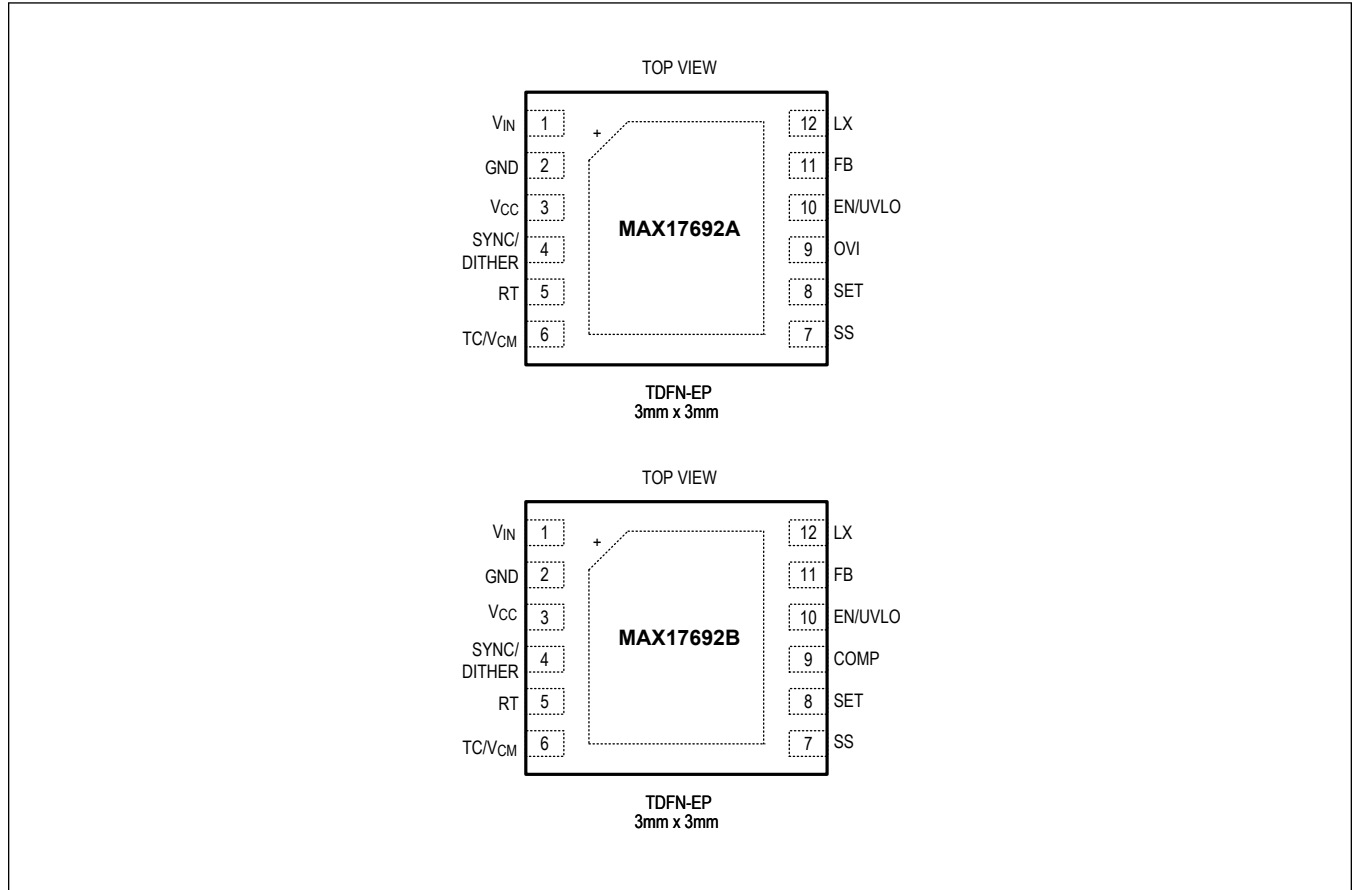 TOP VIEW
VIN 1
GND 2
VCC 3
SYNC/
DITHER 4
RT 5
TC/VCM 6
+
MAX17692A
12 LX
11 FB
10 EN/UVLO
9 OVI
8 SET
7 SS
TDFN-EP
3mm x 3mm
TOP VIEW
VIN 1
GND 2
VCC 3
SYNC/
DITHER 4
RT 5
TC/VCM 6
+
MAX17692B
12 LX
11 FB
10 EN/UVLO
9 COMP
8 SET
7 SS
TDFN-EP
3mm x 3mm